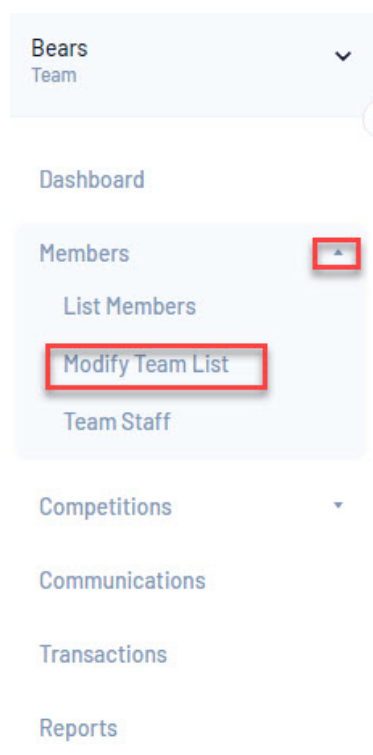 Bears
Team
Dashboard
Members
List Members
Modify Team List
Team Staff
Competitions
Communications
Transactions
Reports